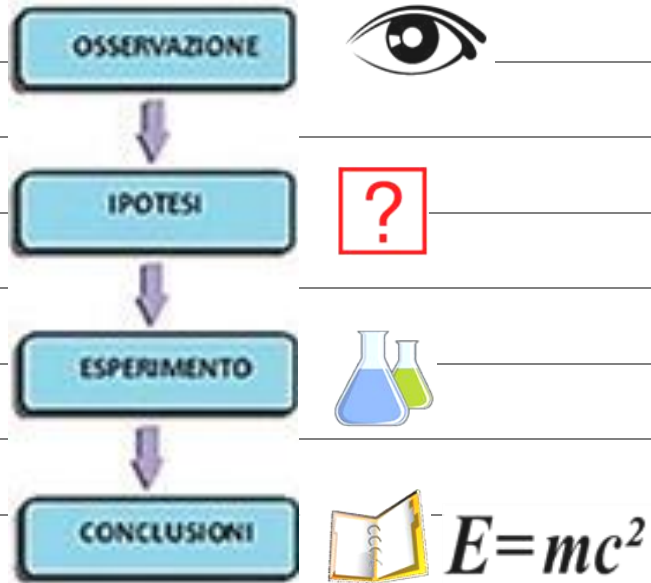 OSSERVAZIONE
IPOTESI
?
ESPERIMENTO
CONCLUSIONI
E=mc²